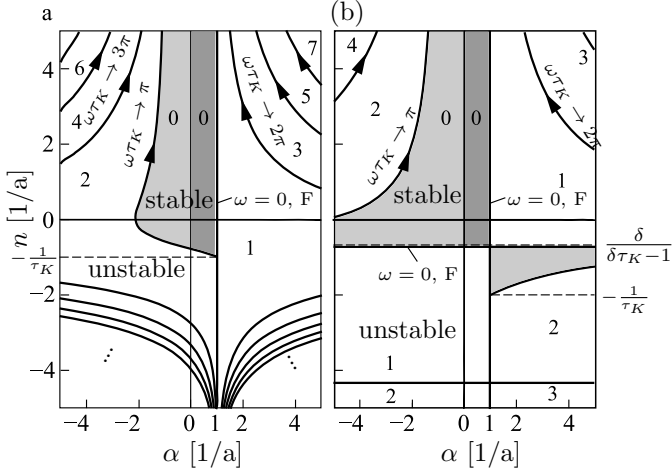 a
(b)
4
2
0
−2
−4
−n [1/a]
−1/τK
6
4
2
ωτK → 3π
ωτK → π
0
0
ωτK → 2π
7
5
3
1
stable
ω = 0, F
unstable
−4
−2
0
1
2
4
α [1/a]
4
2
ωτK → π
0
0
3
ωτK → 2π
1
stable
ω = 0, F
ω = 0, F
δ/(δτK−1)
−1/τK
unstable
2
1
2
3
−4
−2
0
1
2
4
α [1/a]